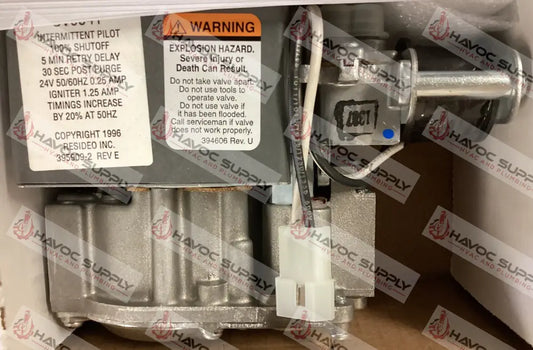 INTERMITTENT PILOT
100% SHUTOFF
5 MIN RETRY DELAY
30 SEC POST PURGE
24V 50/60HZ 0.25 AMP
IGNITER 1.25 AMP
TIMINGS INCREASE
BY 20% AT 50HZ
COPYRIGHT 1996
RESIDEO INC.
395909-2 REV E
WARNING
EXPLOSION HAZARD.
Severe Injury or
Death Can Result.
Do not take valve apart.
Do not use tools to
operate valve.
Do not use valve if
it has been flooded.
Call serviceman if valve
does not work properly.
394606 Rev. U
HAVOC SUPPLY
HVAC AND PLUMBING